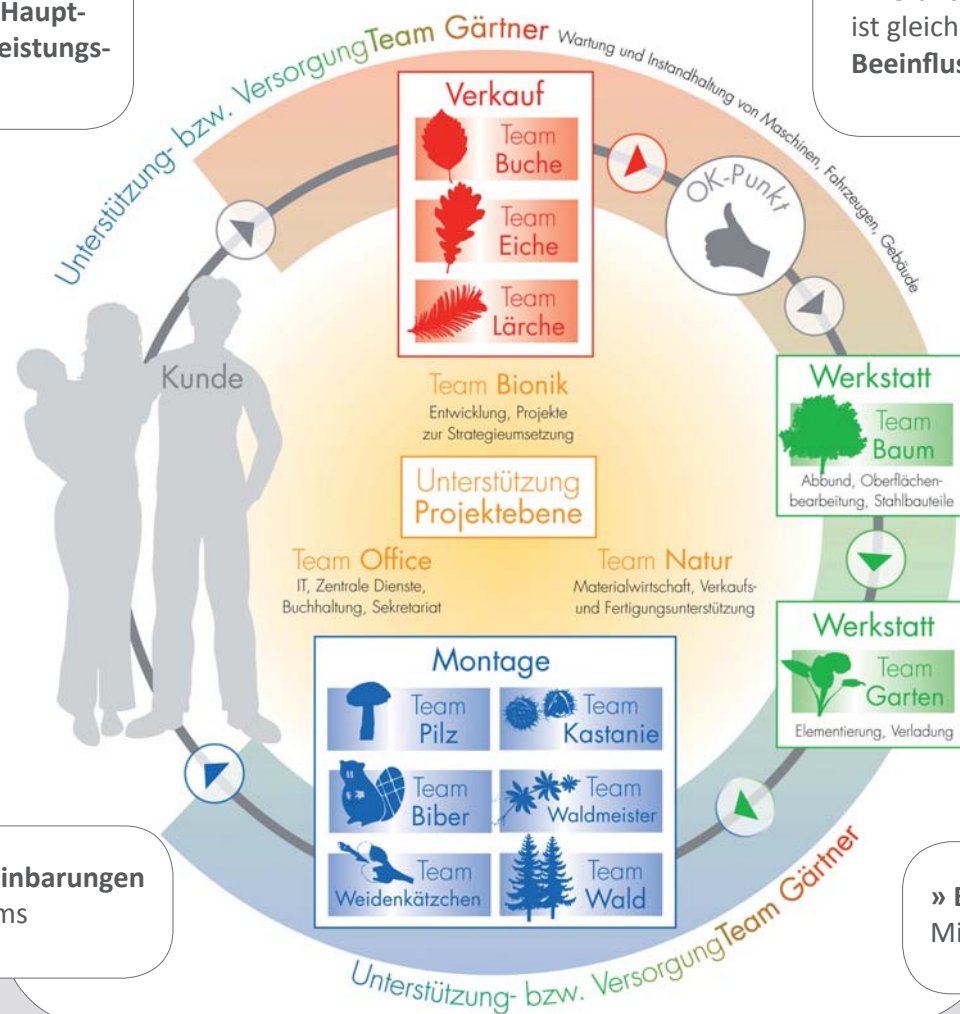 Haupt-
eistungs-
ist gleich
Beeinflus
Unterstützung- bzw. Versorgung Team Gärtner Wartung und Instandhaltung von Maschinen, Fahrzeugen, Gebäude
Verkauf
Team
Buche
Team
Eiche
Team
Lärche
OK-Punkt
Kunde
Team Bionik
Entwicklung, Projekte
zur Strategieumsetzung
Unterstützung
Projektebene
Team Office
IT, Zentrale Dienste,
Buchhaltung, Sekretariat
Team Natur
Materialwirtschaft, Verkaufs-
und Fertigungsunterstützung
Werkstatt
Team
Baum
Abbund, Oberflächen-
bearbeitung, Stahlbauteile
Werkstatt
Team
Garten
Elementierung, Verladung
Montage
Team
Pilz
Team
Kastanie
Team
Biber
Team
Waldmeister
Team
Weidenkätzchen
Team
Wald
Unterstützung- bzw. Versorgung Team Gärtner
inbarungen
ms
» E
Mi